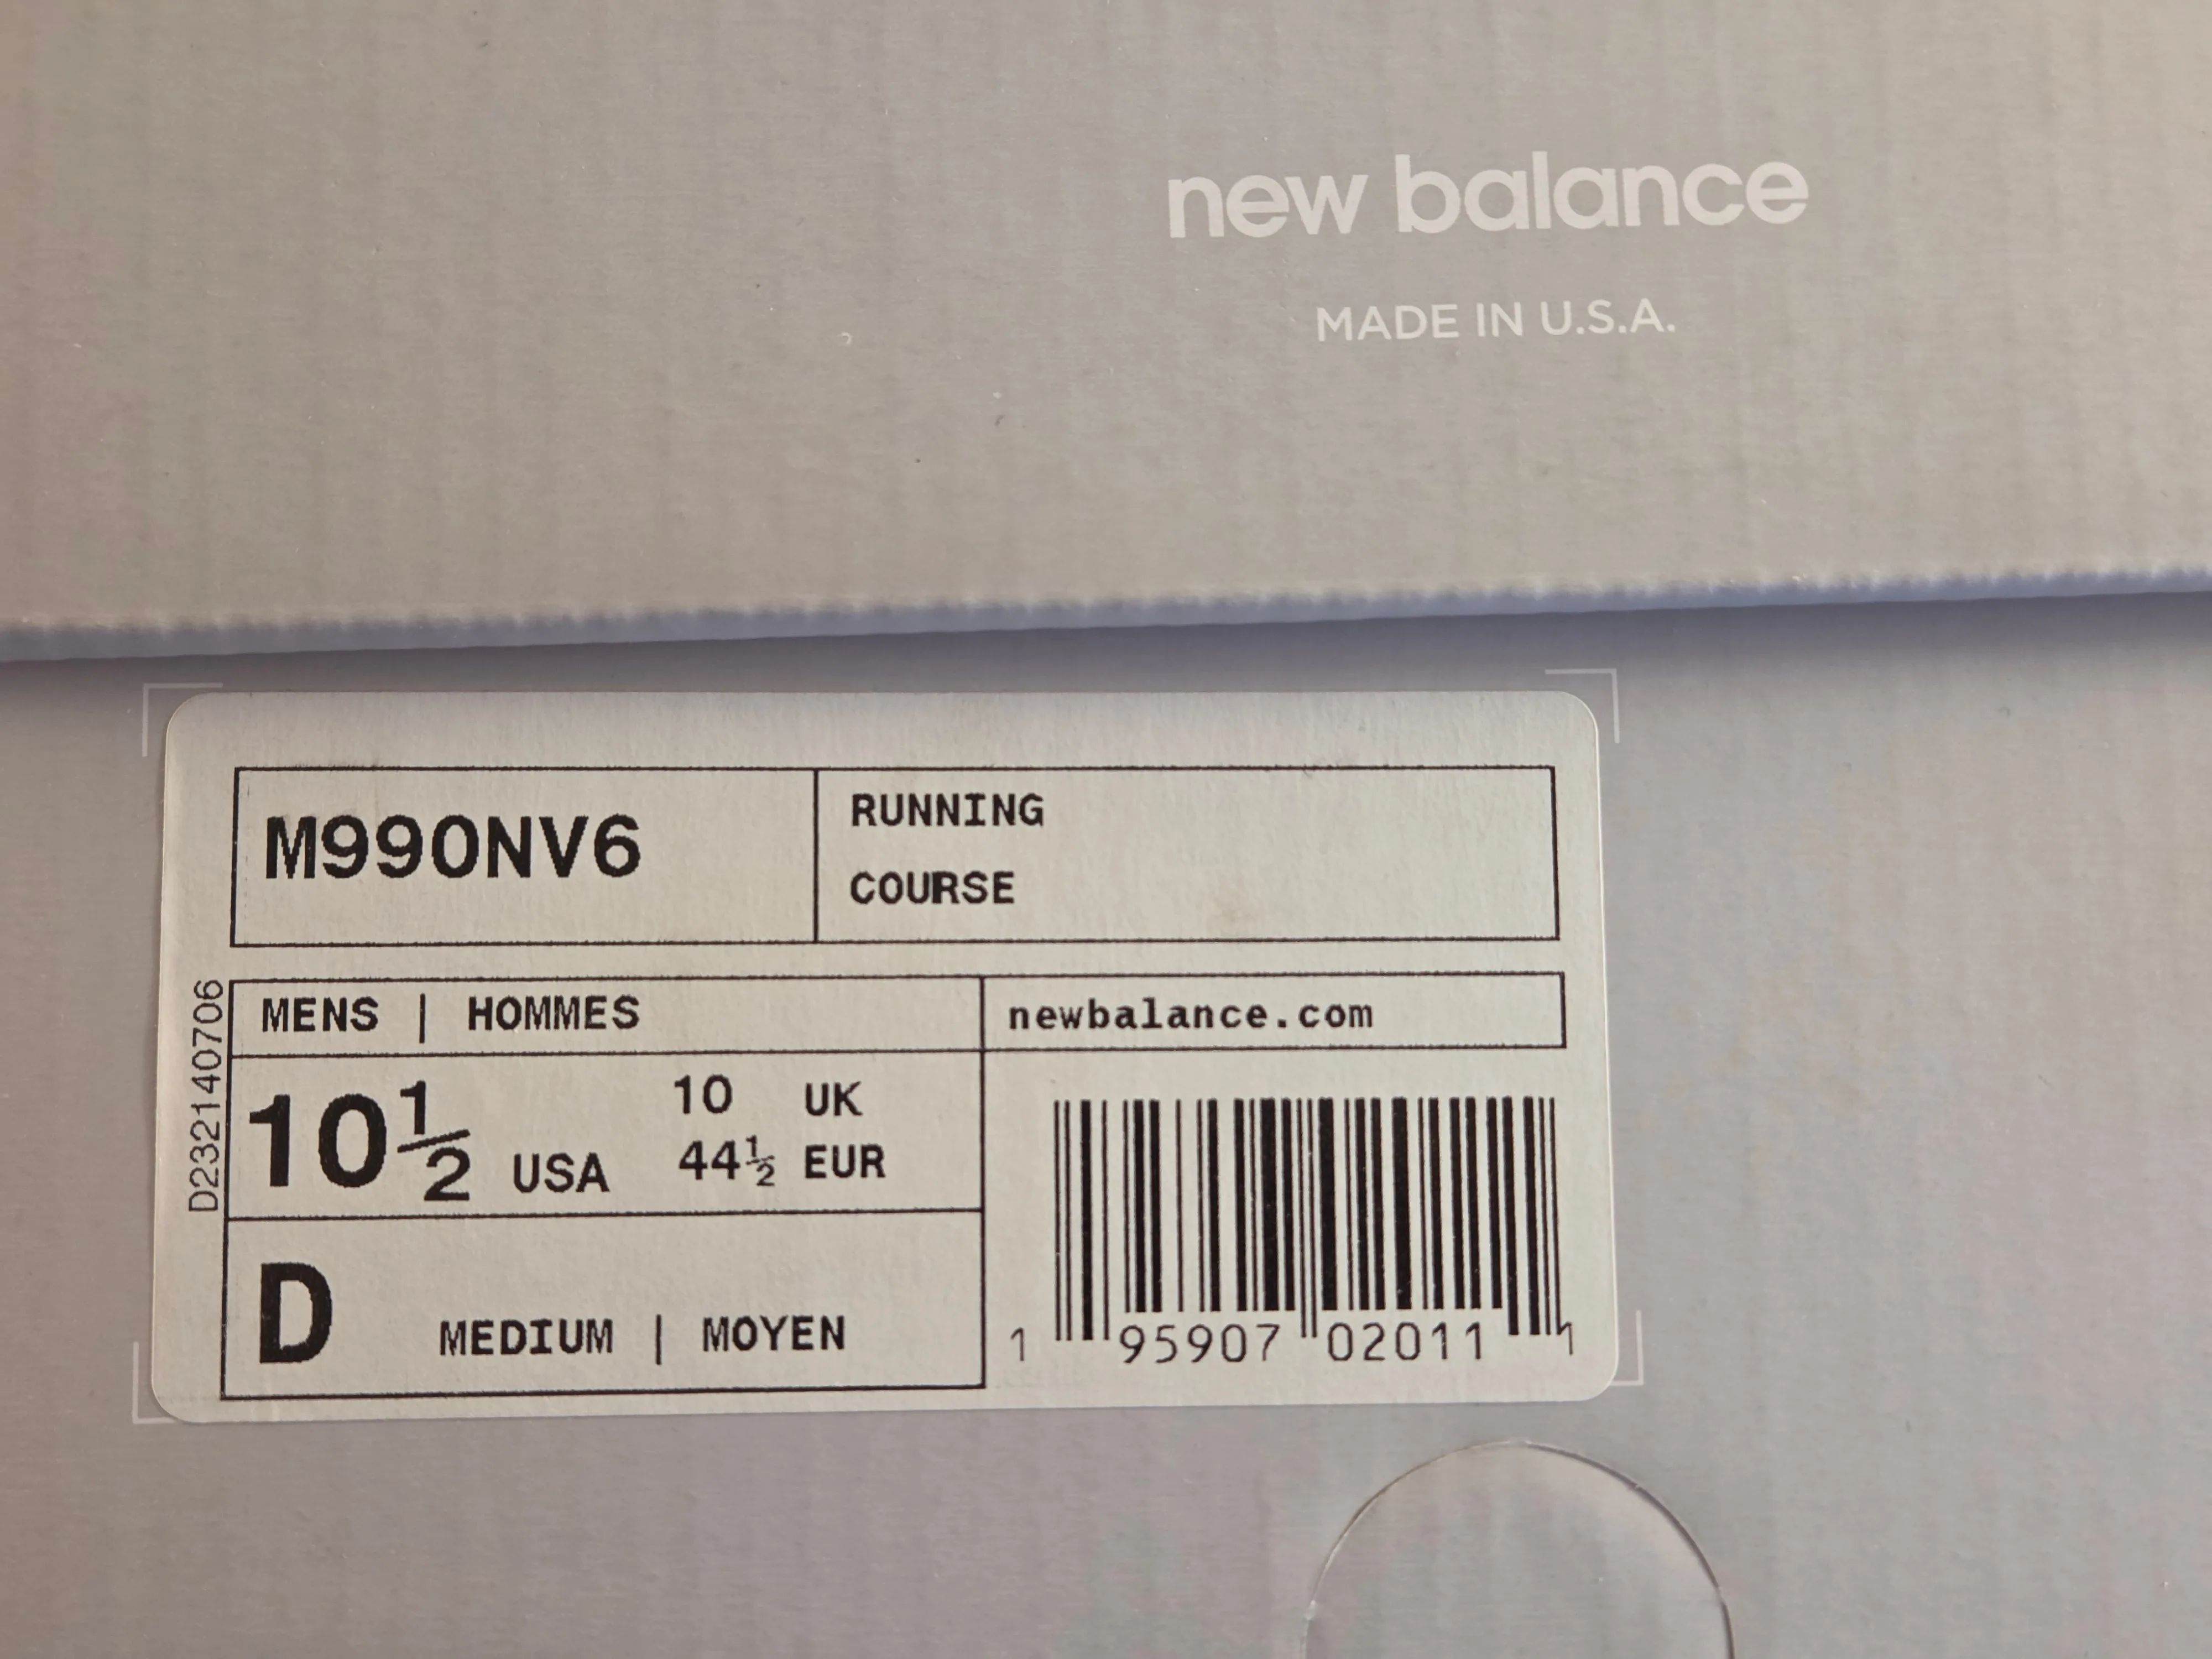 new balance
MADE IN U.S.A.
M990NV6
RUNNING
COURSE
D232140706
MENS | HOMMES
newbalance.com
10½ USA
10 UK
44½ EUR
D MEDIUM | MOYEN
1 95907 02011 1